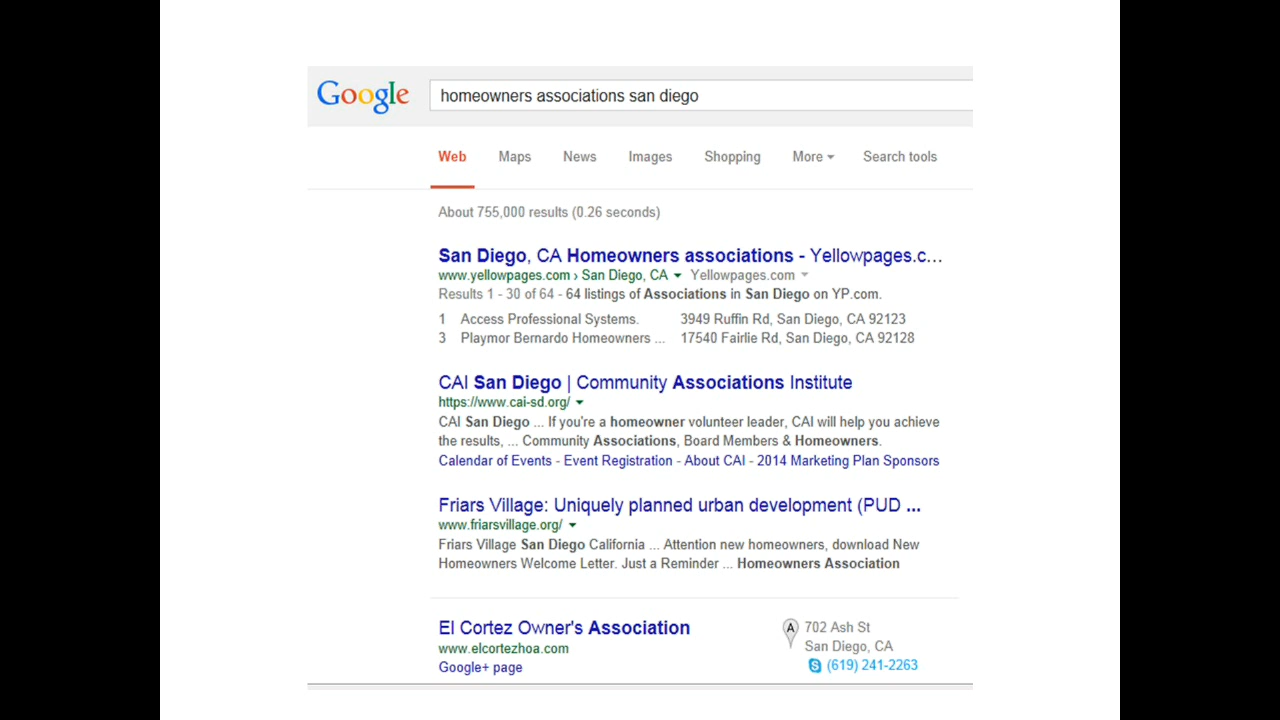 Google homeowners associations san diego
Web Maps News Images Shopping More Search tools
About 755,000 results (0.26 seconds)
San Diego, CA Homeowners associations - Yellowpages.c...
www.yellowpages.com › San Diego, CA Yellowpages.com
Results 1 - 30 of 64 - 64 listings of Associations in San Diego on YP.com.
1 Access Professional Systems. 3949 Ruffin Rd, San Diego, CA 92123
3 Playmor Bernardo Homeowners ... 17540 Fairlie Rd, San Diego, CA 92128
CAI San Diego | Community Associations Institute
https://www.cai-sd.org/
CAI San Diego ... If you're a homeowner volunteer leader, CAI will help you achieve
the results, ... Community Associations, Board Members & Homeowners.
Calendar of Events - Event Registration - About CAI - 2014 Marketing Plan Sponsors
Friars Village: Uniquely planned urban development (PUD ...
www.friarsvillage.org/
Friars Village San Diego California ... Attention new homeowners, download New
Homeowners Welcome Letter. Just a Reminder ... Homeowners Association
El Cortez Owner's Association A 702 Ash St
www.elcortezhoa.com San Diego, CA
Google+ page (619) 241-2263